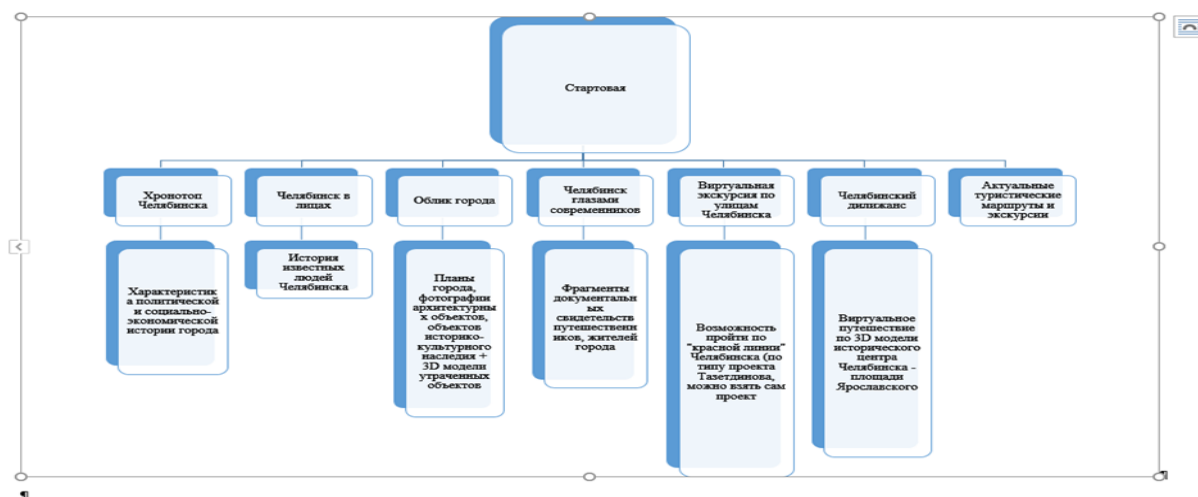 Стартовая
Хронотоп
Челябинска
Челябинск в
лицах
Облик города
Челябинск
глазами
современников
Виртуальная
экскурсия по
улицам
Челябинска
Челябинский
дилижанс
Актуальные
туристические
маршруты и
экскурсии
Характеристик
а политической
и социально-
экономической
истории города
История
известных
людей
Челябинска
Планы
города,
фотографии
архитектурны
х объектов,
объектов
историко-
культурного
наследия +
3D модели
утраченных
объектов
Фрагменты
документальн
ых
свидетельств
путешественн
иков, жителей
города
Возможность
пройти по
"красной линии"
Челябинска (по
типу проекта
Тазетдинова,
можно взять сам
проект
Виртуальное
путешествие
по 3D модели
исторического
центра
Челябинска -
площади
Ярославского